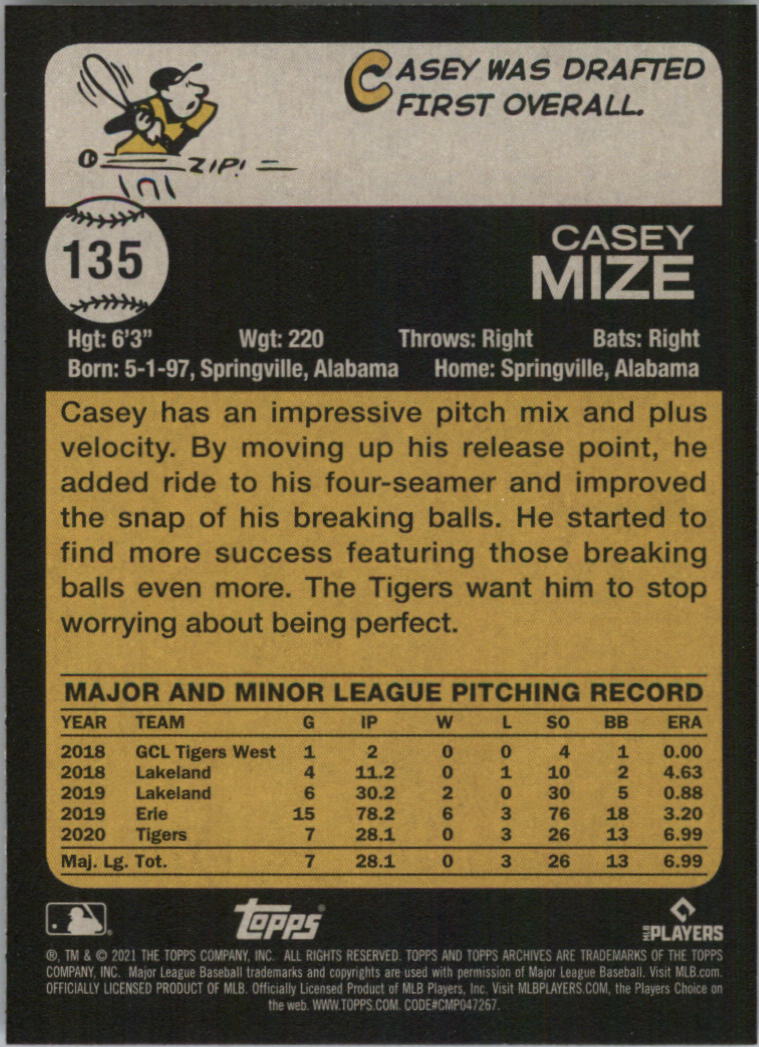 CASEY WAS DRAFTED
FIRST OVERALL.
ZIP!
135
CASEY
MIZE
Hgt: 6'3" Wgt: 220 Throws: Right Bats: Right
Born: 5-1-97, Springville, Alabama Home: Springville, Alabama
Casey has an impressive pitch mix and plus
velocity. By moving up his release point, he
added ride to his four-seamer and improved
the snap of his breaking balls. He started to
find more success featuring those breaking
balls even more. The Tigers want him to stop
worrying about being perfect.
MAJOR AND MINOR LEAGUE PITCHING RECORD
YEAR TEAM G IP W L SO BB ERA
2018 GCL Tigers West 1 2 0 0 4 1 0.00
2018 Lakeland 4 11.2 0 1 10 2 4.63
2019 Lakeland 6 30.2 2 0 30 5 0.88
2019 Erie 15 78.2 6 3 76 18 3.20
2020 Tigers 7 28.1 0 3 26 13 6.99
Maj. Lg. Tot. 7 28.1 0 3 26 13 6.99
topps®
MLB PLAYERS
®, TM & © 2021 THE TOPPS COMPANY, INC. ALL RIGHTS RESERVED. TOPPS AND TOPPS ARCHIVES ARE TRADEMARKS OF THE TOPPS
COMPANY, INC. Major League Baseball trademarks and copyrights are used with permission of Major League Baseball. Visit MLB.com.
OFFICIALLY LICENSED PRODUCT OF MLB. Officially Licensed Product of MLB Players, Inc. Visit MLBPLAYERS.COM, the Players Choice on
the web. WWW.TOPPS.COM. CODE#CMP047267.